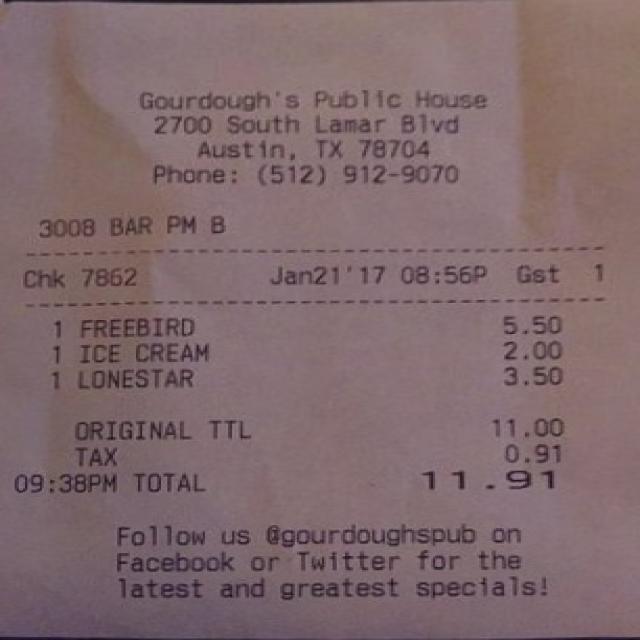 Gourdough's Public House
2700 South Lamar Blvd
Austin, TX 78704
Phone: (512) 912-9070
3008 BAR PM B
Chk 7862 Jan21'17 08:56P Gst 1
1 FREEBIRD 5.50
1 ICE CREAM 2.00
1 LONESTAR 3.50
ORIGINAL TTL 11.00
TAX 0.91
09:38PM TOTAL 11.91
Follow us @gourdoughspub on
Facebook or Twitter for the
latest and greatest specials!